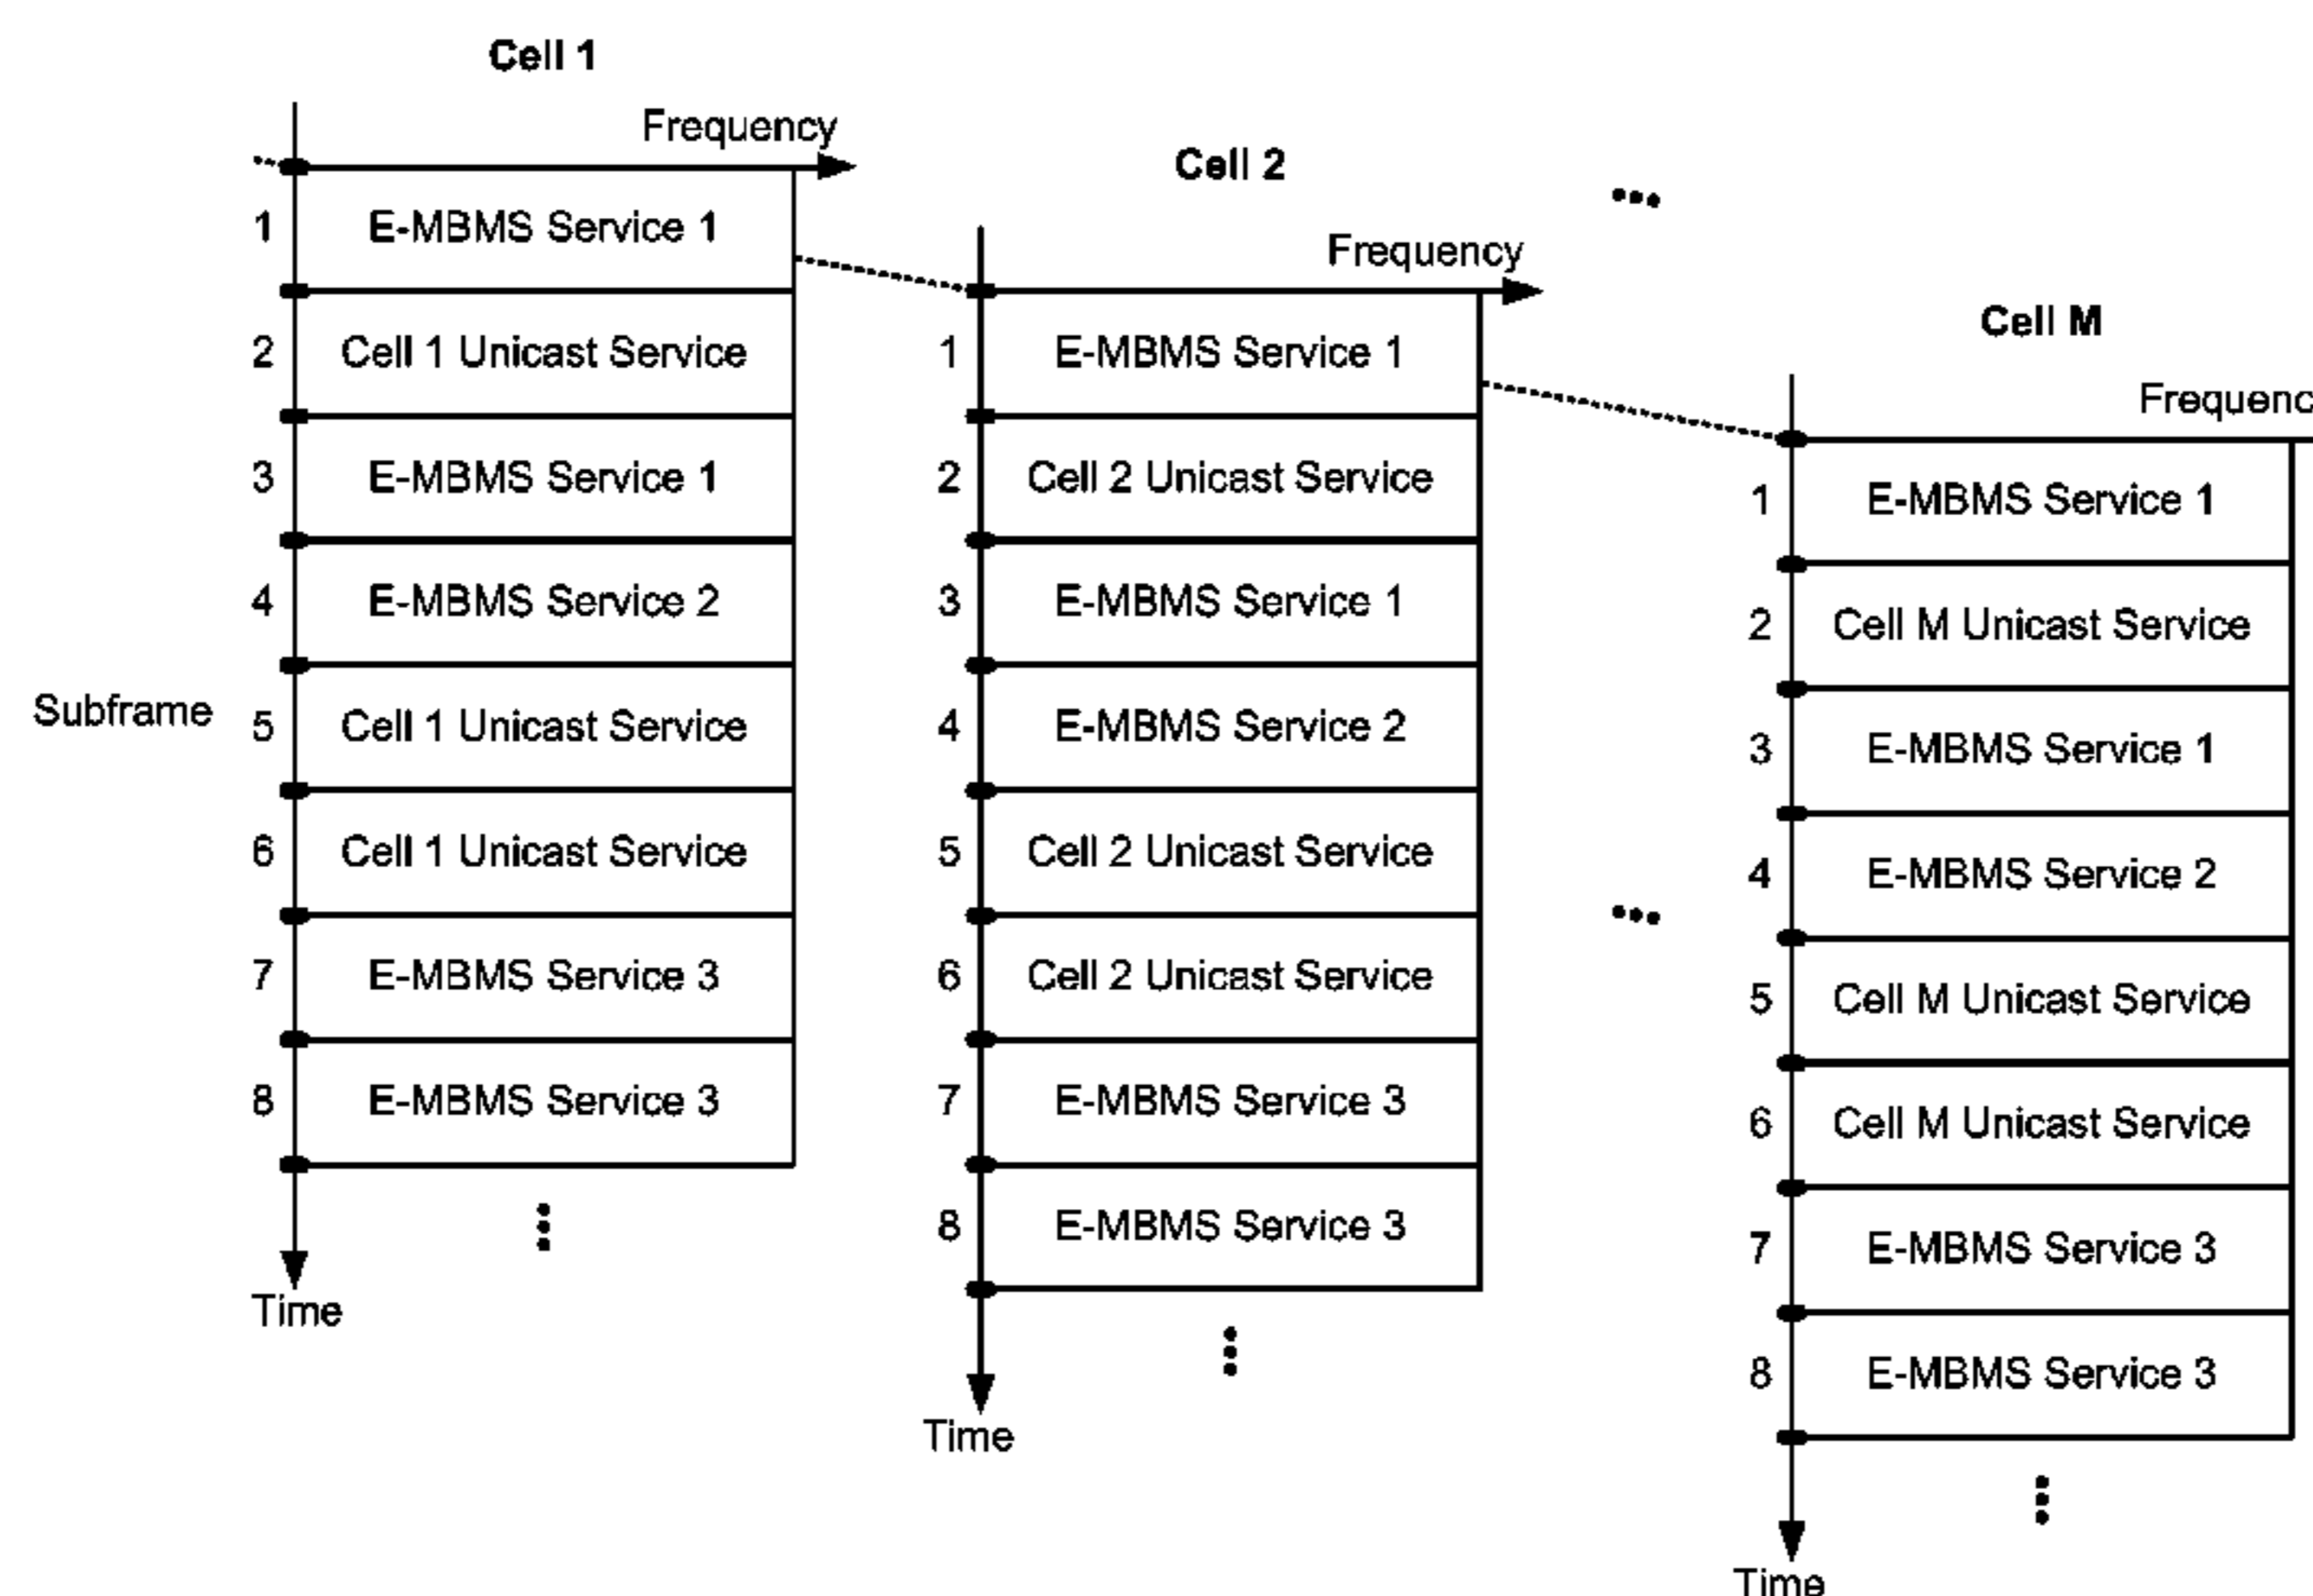 Cell 1
Frequency
1 E-MBMS Service 1
2 Cell 1 Unicast Service
3 E-MBMS Service 1
4 E-MBMS Service 2
Subframe
5 Cell 1 Unicast Service
6 Cell 1 Unicast Service
7 E-MBMS Service 3
8 E-MBMS Service 3
Time
Cell 2
Frequency
1 E-MBMS Service 1
2 Cell 2 Unicast Service
3 E-MBMS Service 1
4 E-MBMS Service 2
5 Cell 2 Unicast Service
6 Cell 2 Unicast Service
7 E-MBMS Service 3
8 E-MBMS Service 3
Time
Cell M
Frequenc
1 E-MBMS Service 1
2 Cell M Unicast Service
3 E-MBMS Service 1
4 E-MBMS Service 2
5 Cell M Unicast Service
6 Cell M Unicast Service
7 E-MBMS Service 3
8 E-MBMS Service 3
Time